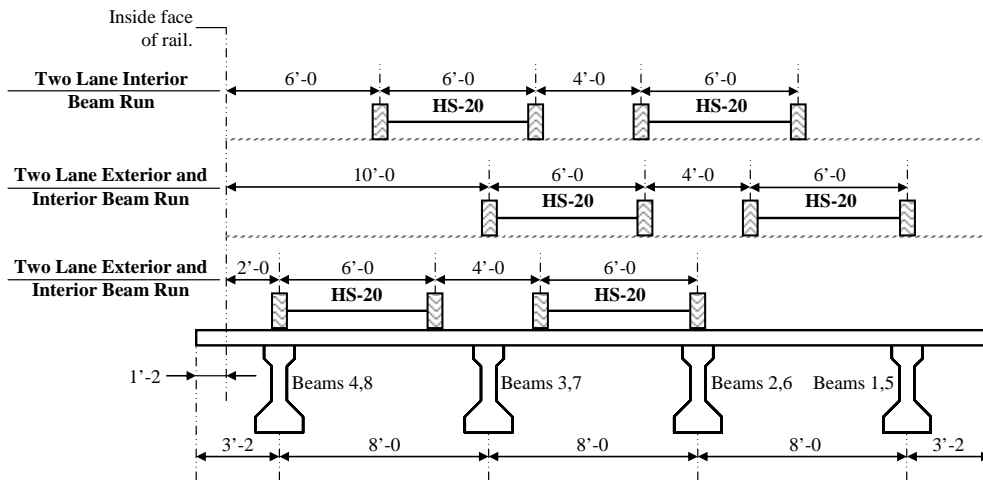 Inside face
of rail.
Two Lane Interior
Beam Run
6’-0 6’-0 4’-0 6’-0
HS-20 HS-20
Two Lane Exterior and
Interior Beam Run
10’-0 6’-0 4’-0 6’-0
HS-20 HS-20
Two Lane Exterior and
Interior Beam Run
2’-0 6’-0 4’-0 6’-0
HS-20 HS-20
1’-2
Beams 4,8 Beams 3,7 Beams 2,6 Beams 1,5
3’-2 8’-0 8’-0 8’-0 3’-2